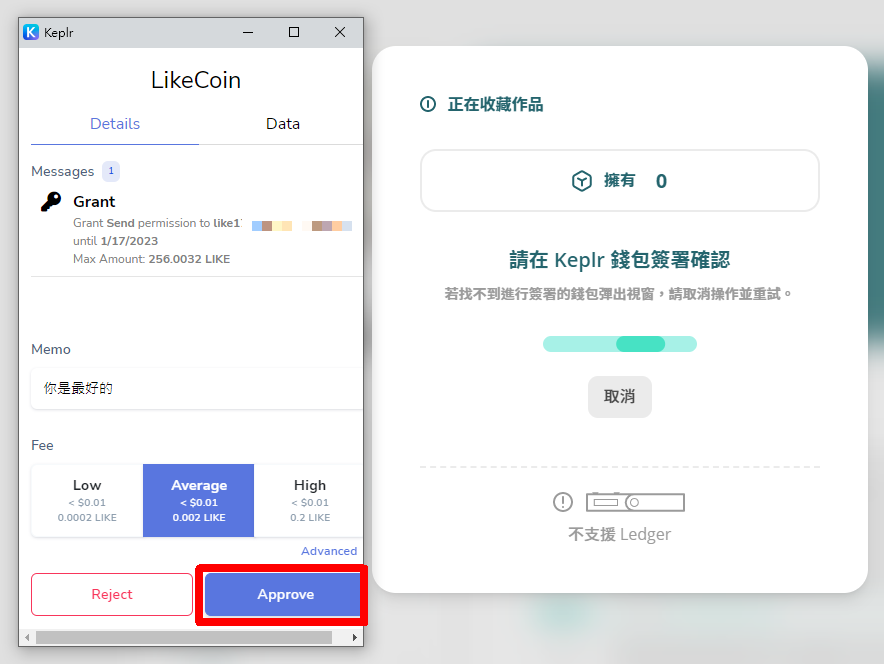 Keplr
LikeCoin
Details
Data
Messages 1
Grant
Grant Send permission to like1
until 1/17/2023
Max Amount: 256.0032 LIKE
Memo
你是最好的
Fee
Low
< $0.01
0.0002 LIKE
Average
< $0.01
0.002 LIKE
High
< $0.01
0.2 LIKE
Advanced
Reject
Approve
正在收藏作品
擁有 0
請在 Keplr 錢包簽署確認
若找不到進行簽署的錢包彈出視窗，請取消操作並重試。
取消
不支援 Ledger